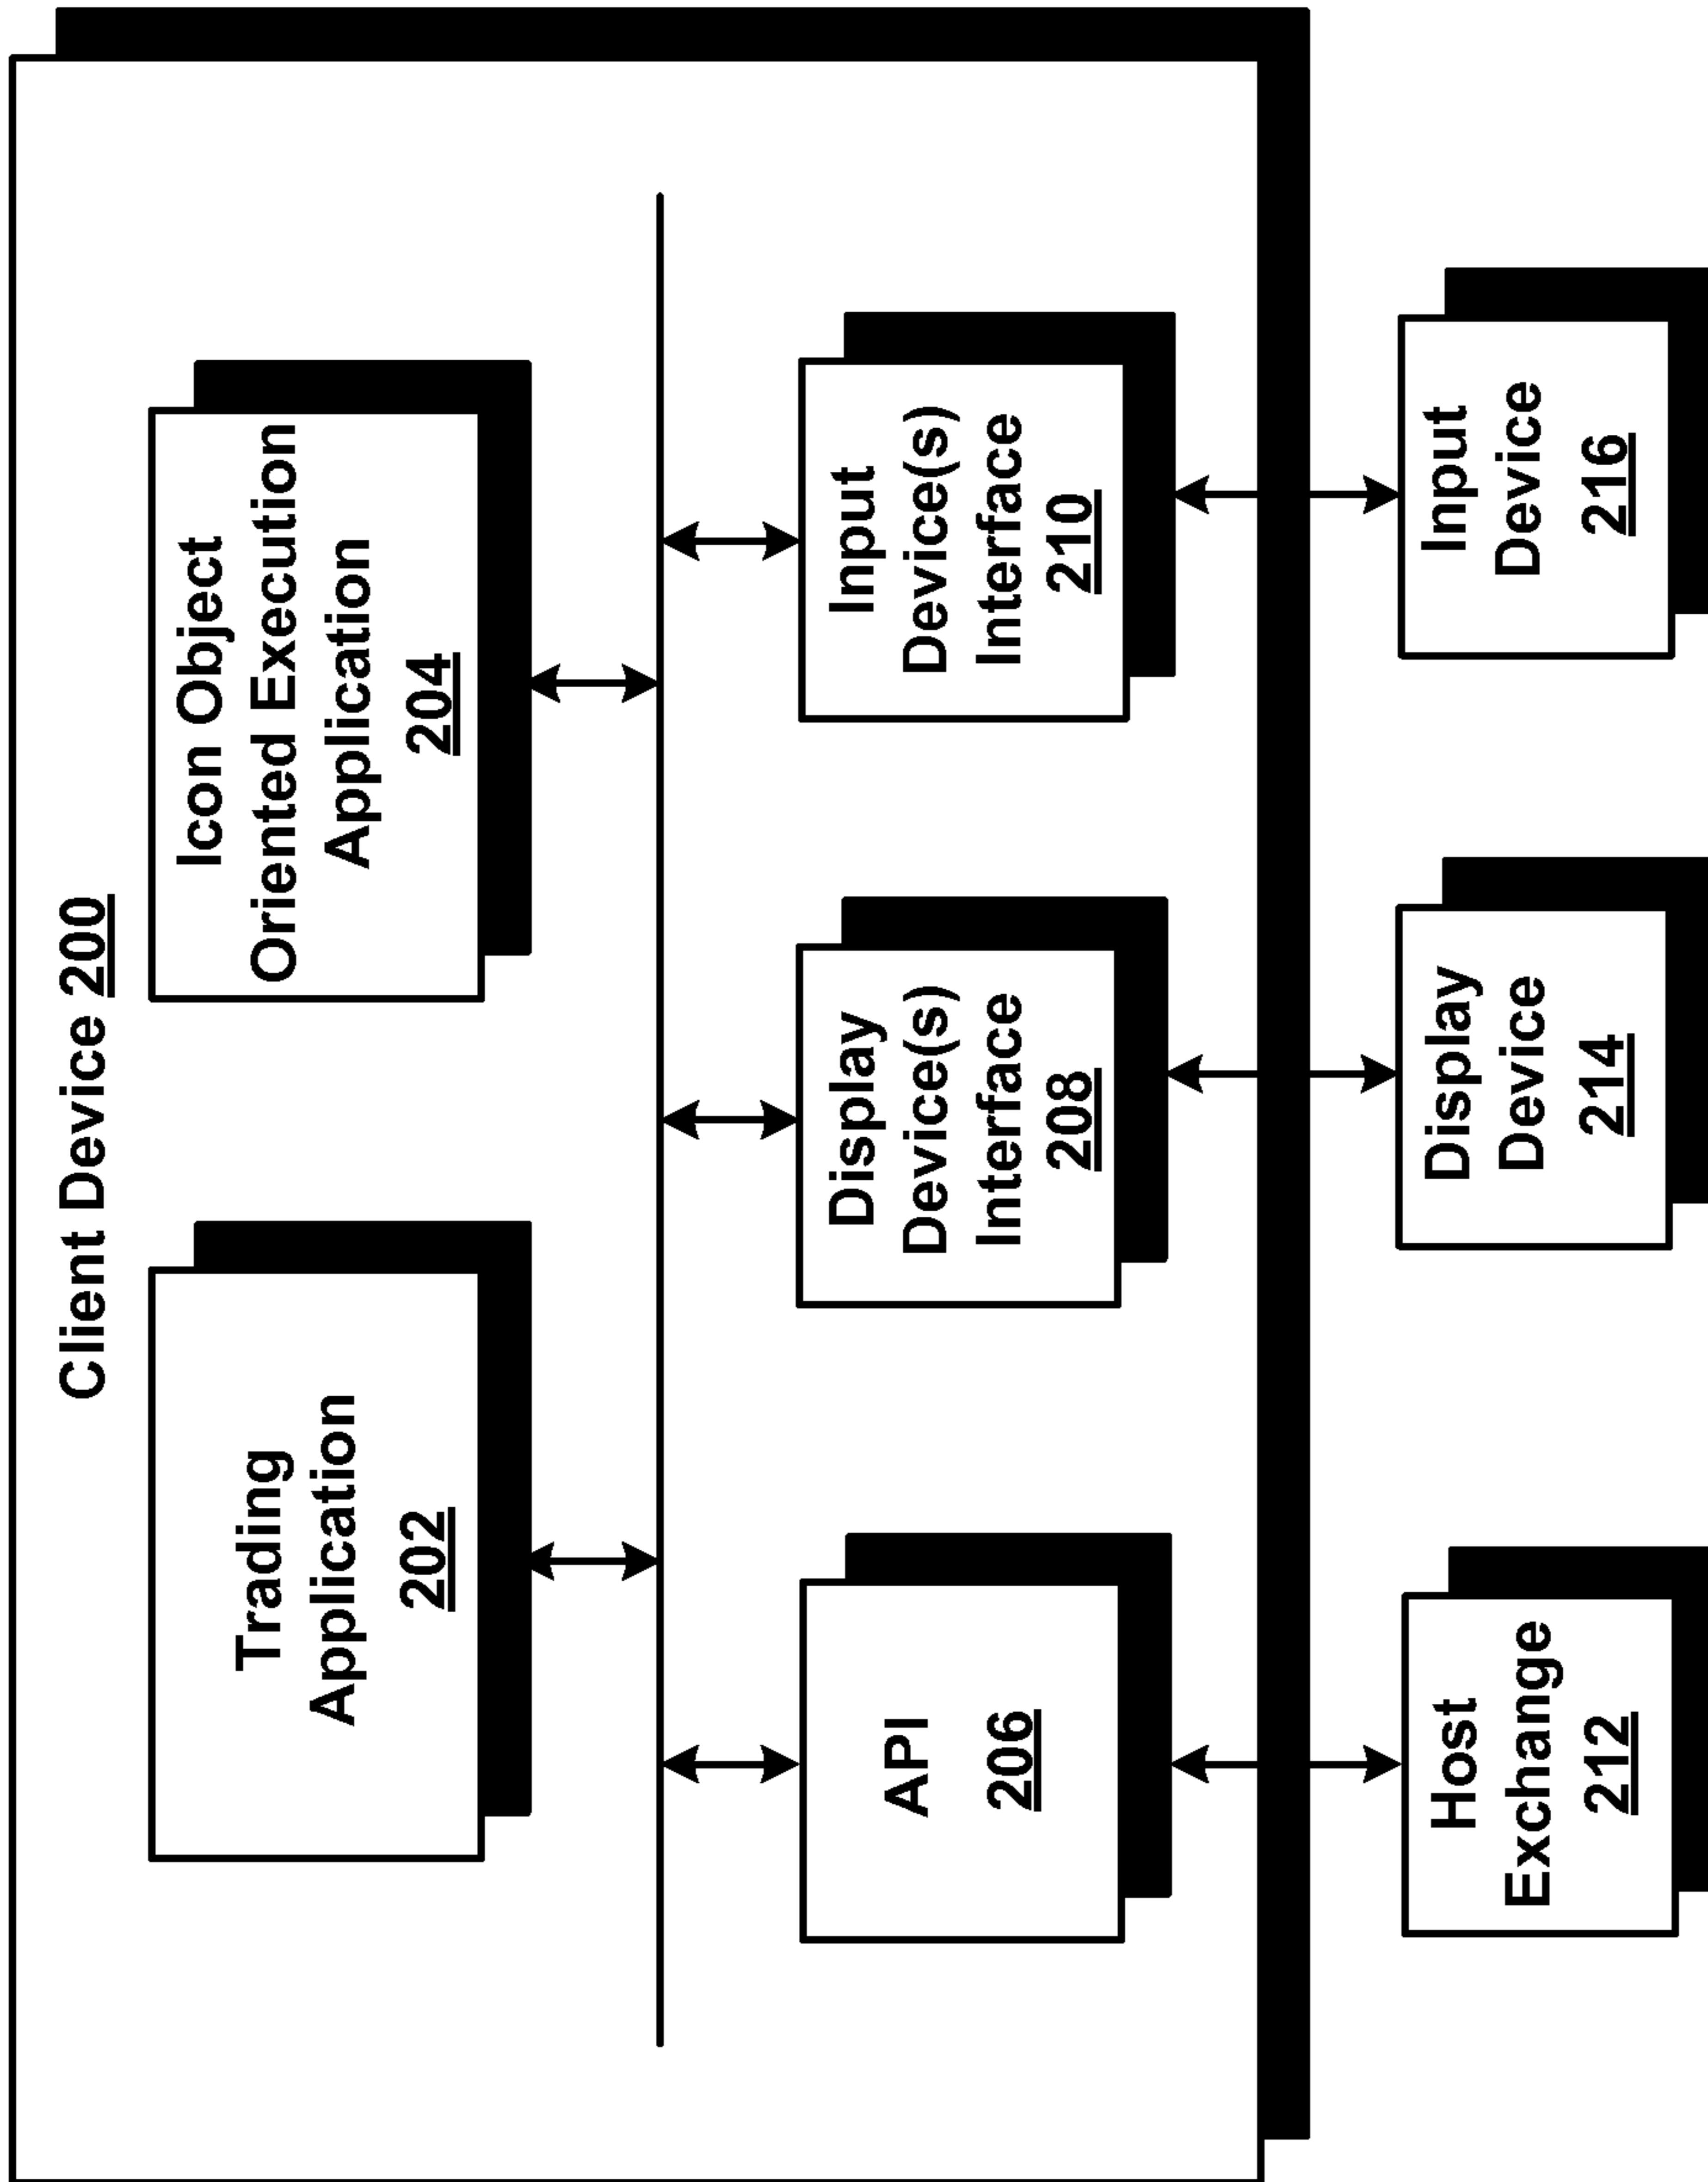 Client Device 200
Trading
Application
202
Icon Object
Oriented Execution
Application
204
API
206
Display
Device(s)
Interface
208
Input
Device(s)
Interface
210
Host
Exchange
212
Display
Device
214
Input
Device
216